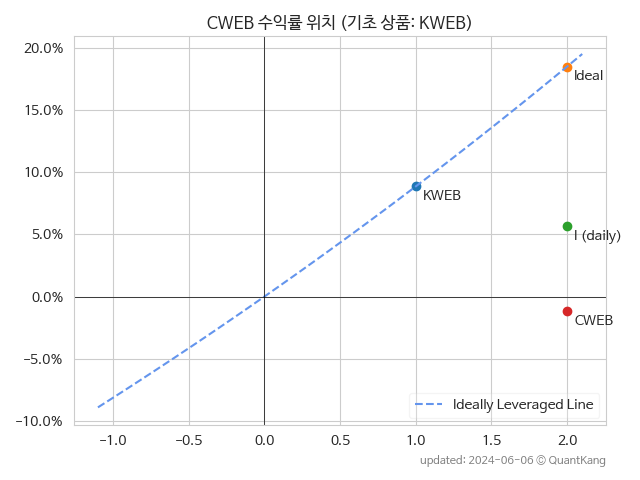 CWEB 수익률 위치 (기초 상품: KWEB)
20.0%
15.0%
10.0%
5.0%
0.0%
−5.0%
−10.0%
Ideal
KWEB
I (daily)
CWEB
Ideally Leveraged Line
−1.0 −0.5 0.0 0.5 1.0 1.5 2.0
updated: 2024-06-06 © QuantKang